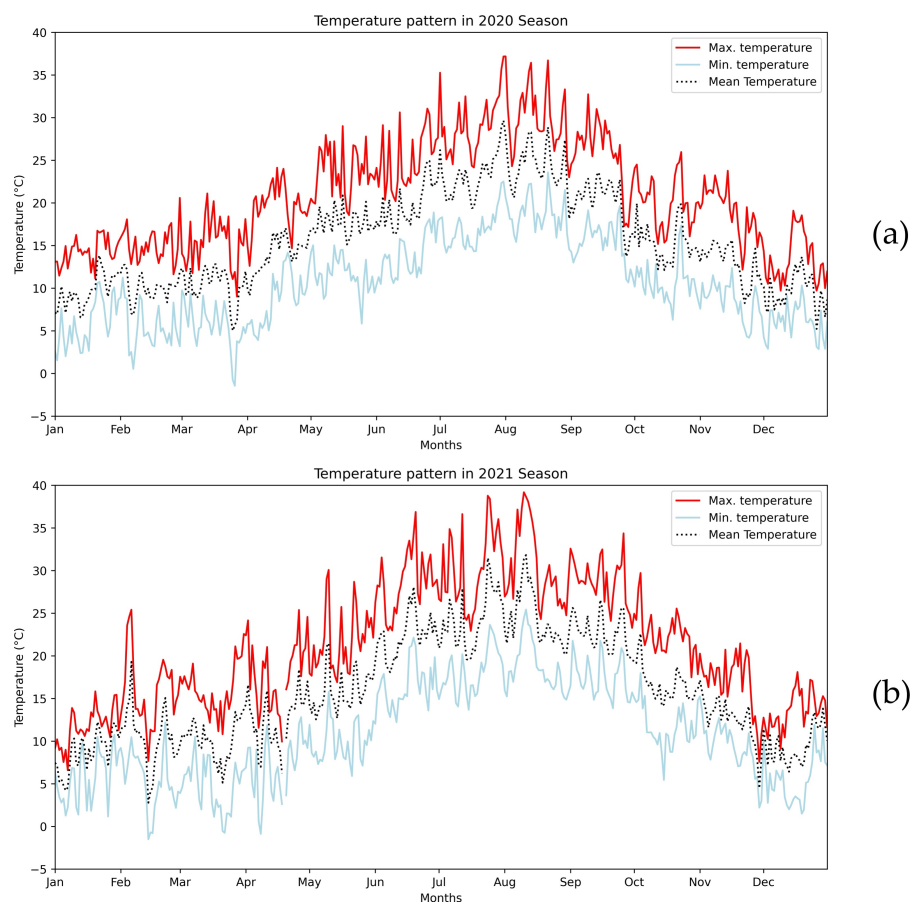 Temperature pattern in 2020 Season
40
35
30
25
20
15
10
5
0
−5
Temperature (°C)
Max. temperature
Min. temperature
Mean Temperature
Jan Feb Mar Apr May Jun Jul Aug Sep Oct Nov Dec
Months
(a)
Temperature pattern in 2021 Season
40
35
30
25
20
15
10
5
0
−5
Temperature (°C)
Max. temperature
Min. temperature
Mean Temperature
Jan Feb Mar Apr May Jun Jul Aug Sep Oct Nov Dec
Months
(b)